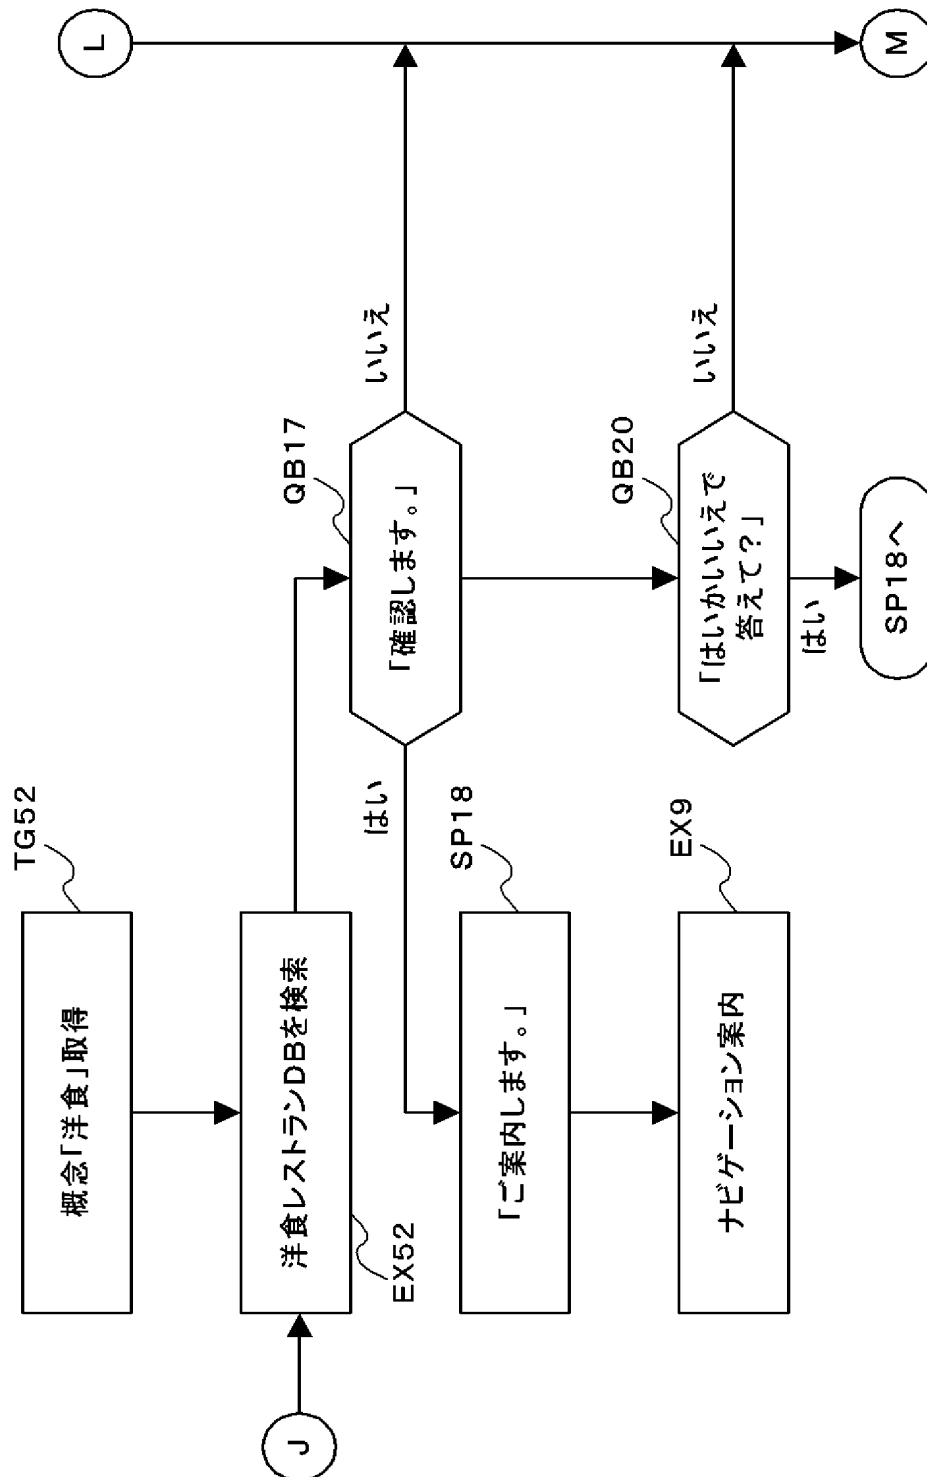 TG52
概念「洋食」取得
J
洋食レストランDBを検索
EX52
QB17
「確認します。」
いいえ
はい
SP18
「ご案内します。」
EX9
ナビゲーション案内
QB20
「はいかいいえで
答えて?」
いいえ
はい
SP18へ
L
M